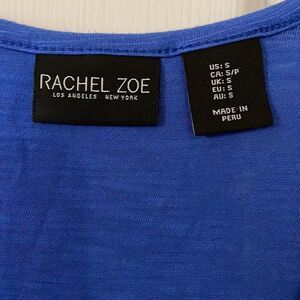 RACHEL ZOE
LOS ANGELES NEW YORK
US: S
CA: S/P
UK: S
EU: S
AU: S
MADE IN
PERU